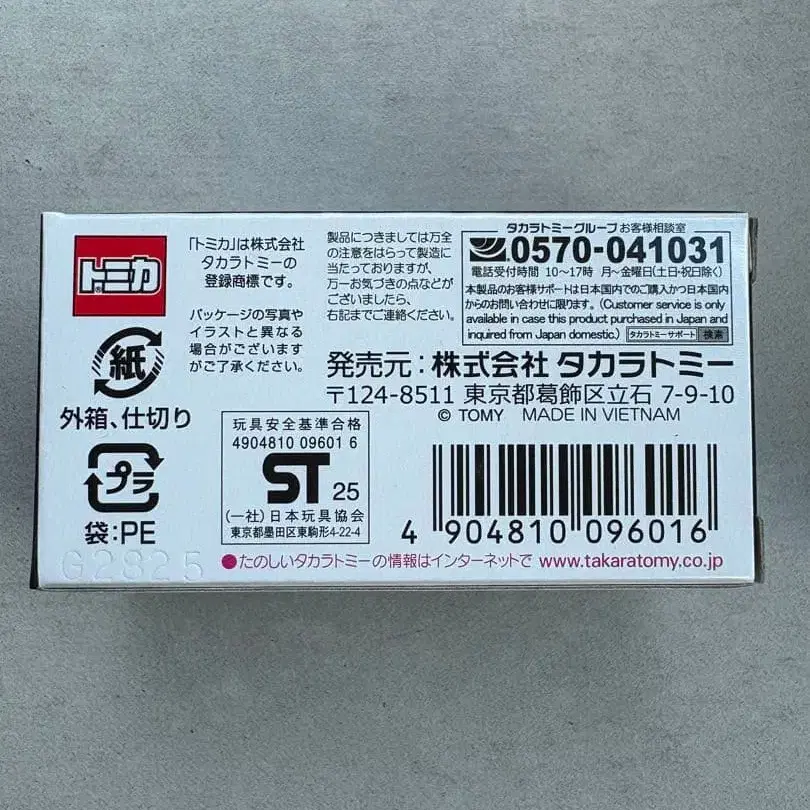 トミカ
「トミカ」は株式会社
タカラトミーの
登録商標です。
パッケージの写真や
イラストと異なる
場合がございます
がご了承ください。
製品につきましては万全
の注意をはらって製造に
当たっておりますが、
万一お気づきの点などが
ございましたら、
右記までご連絡ください。
タカラトミーグループ お客様相談室
0570-041031
電話受付時間 10〜17時 月〜金曜日(土日・祝日除く)
本製品のお客様サポートは日本国内でのご購入かつ日本国内
からのお問い合わせに限ります。(Customer service is only
available in case this product purchased in Japan and
inquired from Japan domestic.) タカラトミーサポート 検索
発売元：株式会社 タカラトミー
〒124-8511 東京都葛飾区立石 7-9-10
© TOMY MADE IN VIETNAM
紙
外箱、仕切り
プラ
袋:PE
玩具安全基準合格
4904810 09601 6
ST 25
(一社)日本玩具協会
東京都墨田区東駒形4-22-4
4 904810 096016
●たのしいタカラトミーの情報はインターネットで www.takaratomy.co.jp
G2825